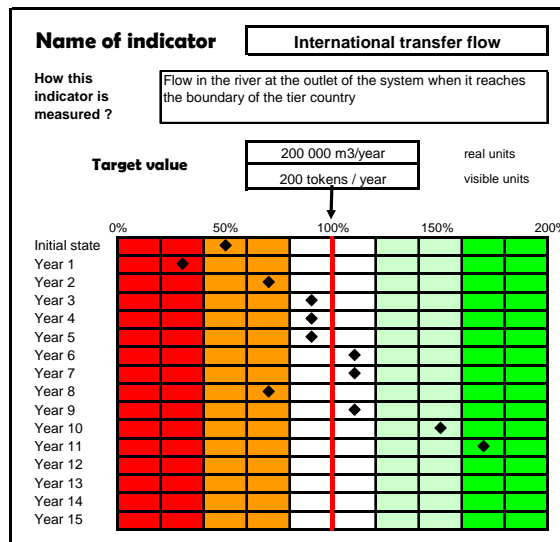 Name of indicator
International transfer flow
How this
indicator is
measured ?
Flow in the river at the outlet of the system when it reaches
the boundary of the tier country
Target value
200 000 m3/year
real units
200 tokens / year
visible units
0% 50% 100% 150% 200%
Initial state
Year 1
Year 2
Year 3
Year 4
Year 5
Year 6
Year 7
Year 8
Year 9
Year 10
Year 11
Year 12
Year 13
Year 14
Year 15